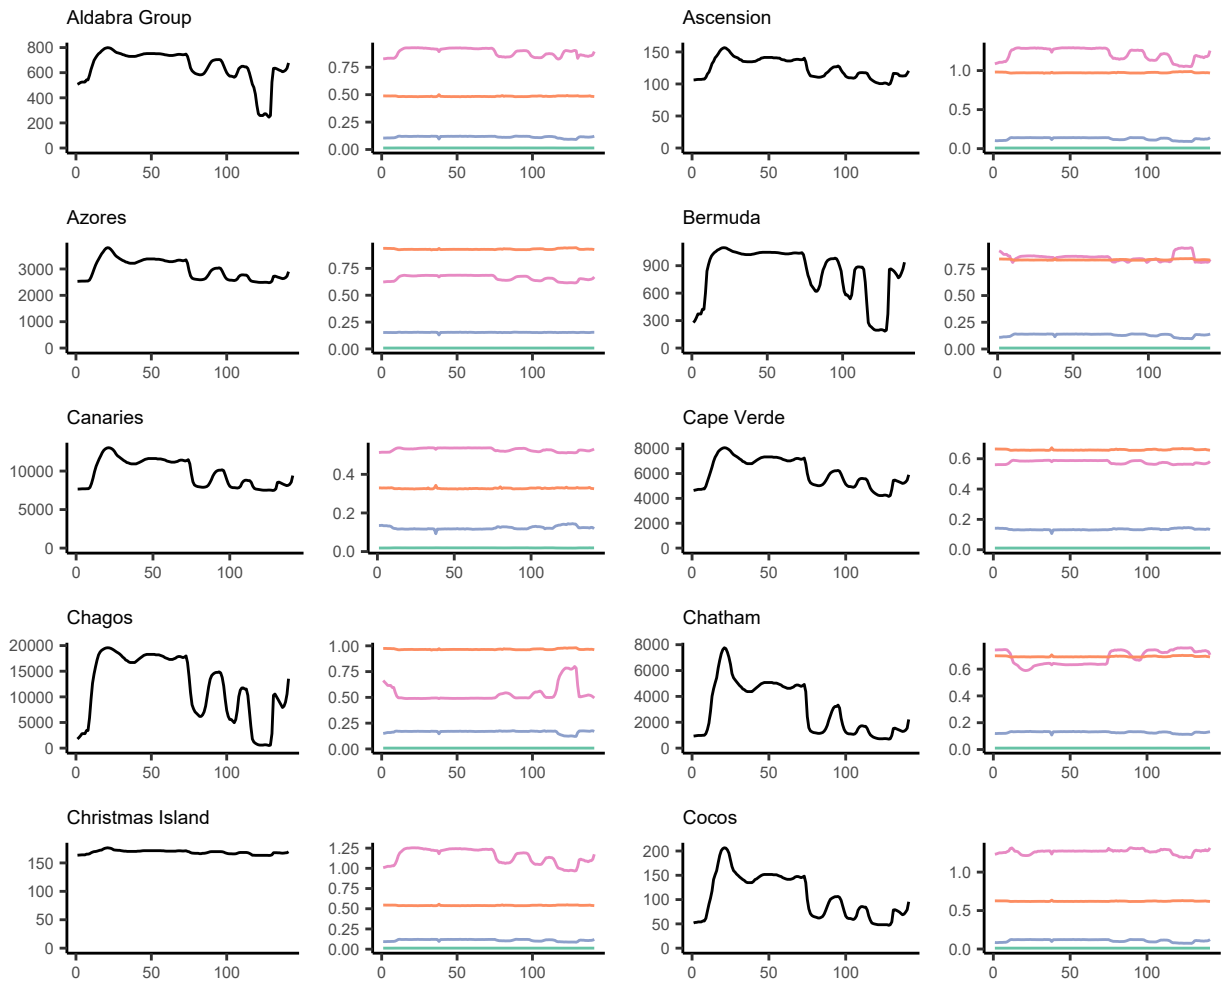 Aldabra Group
800
600
400
200
0
0 50 100
0.75
0.50
0.25
0.00
0 50 100
Ascension
150
100
50
0
0 50 100
1.0
0.5
0.0
0 50 100
Azores
3000
2000
1000
0
0 50 100
0.75
0.50
0.25
0.00
0 50 100
Bermuda
900
600
300
0
0 50 100
0.75
0.50
0.25
0.00
0 50 100
Canaries
10000
5000
0
0 50 100
0.4
0.2
0.0
0 50 100
Cape Verde
8000
6000
4000
2000
0
0 50 100
0.6
0.4
0.2
0.0
0 50 100
Chagos
20000
15000
10000
5000
0
0 50 100
1.00
0.75
0.50
0.25
0.00
0 50 100
Chatham
8000
6000
4000
2000
0
0 50 100
0.6
0.4
0.2
0.0
0 50 100
Christmas Island
150
100
50
0
0 50 100
1.25
1.00
0.75
0.50
0.25
0.00
0 50 100
Cocos
200
150
100
50
0
0 50 100
1.0
0.5
0.0
0 50 100